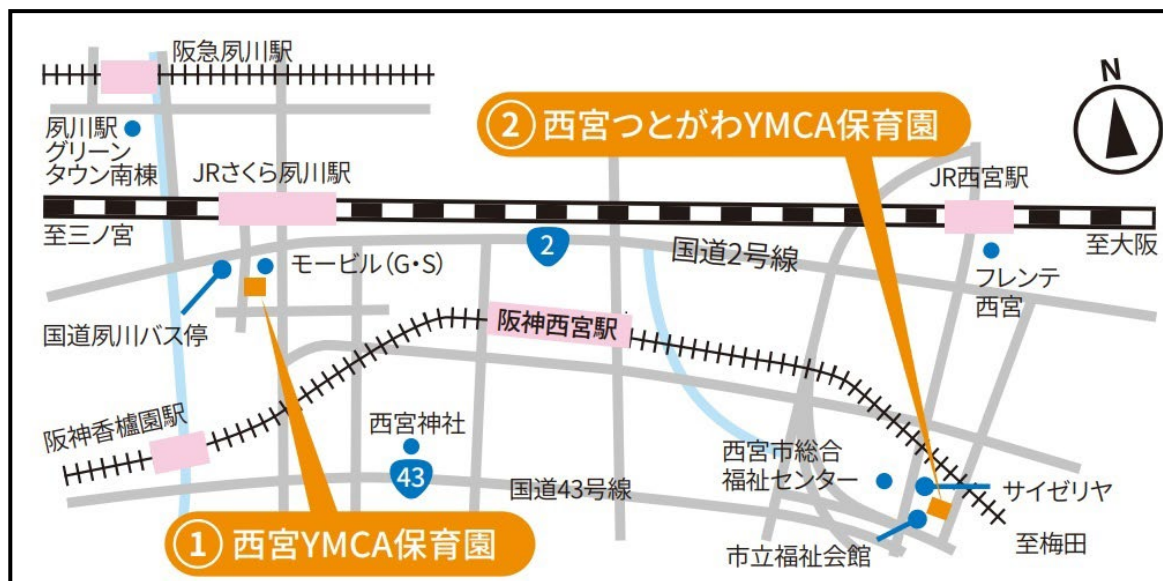 阪急夙川駅
N
②西宮つとがわYMCA保育園
夙川駅
グリーン
タウン南棟
JRさくら夙川駅
JR西宮駅
至三ノ宮
至大阪
モービル（G・S）
2
国道2号線
フレンテ
西宮
国道夙川バス停
阪神西宮駅
阪神香櫨園駅
西宮神社
43
国道43号線
西宮市総合
福祉センター
サイゼリヤ
①西宮YMCA保育園
市立福祉会館
至梅田